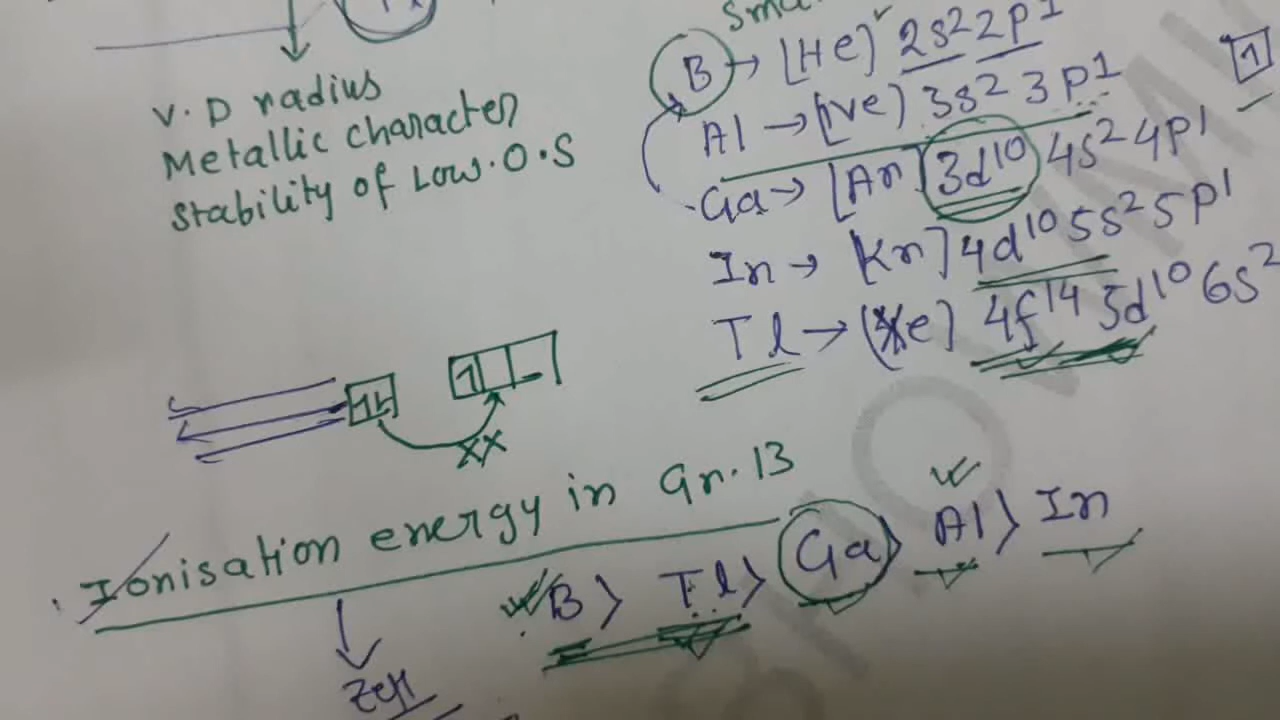 Sma
V.D radius
Metallic character
Stability of Low.O.S
B → [He] 2s² 2p¹
Al → [Ne] 3s² 3p¹
Ga → [Ar] 3d¹⁰ 4s² 4p¹
In → [Kr] 4d¹⁰ 5s² 5p¹
Tl → [Xe] 4f¹⁴ 5d¹⁰ 6s²
Ionisation energy in Gr.13
B > Tl > Ga > Al > In
Zeff